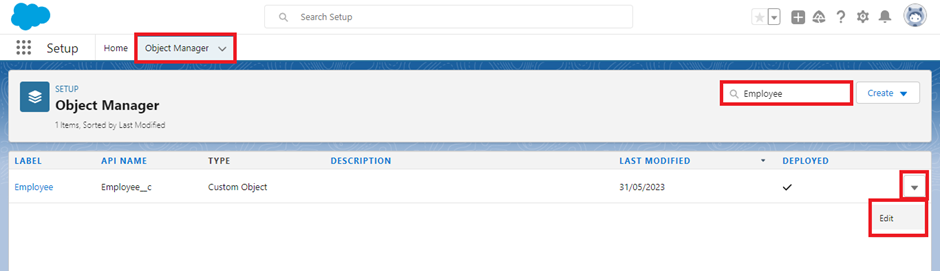 Search Setup
Setup Home Object Manager
SETUP
Object Manager
1 Items, Sorted by Last Modified
Employee
Create
LABEL API NAME TYPE DESCRIPTION LAST MODIFIED DEPLOYED
Employee Employee__c Custom Object 31/05/2023
Edit